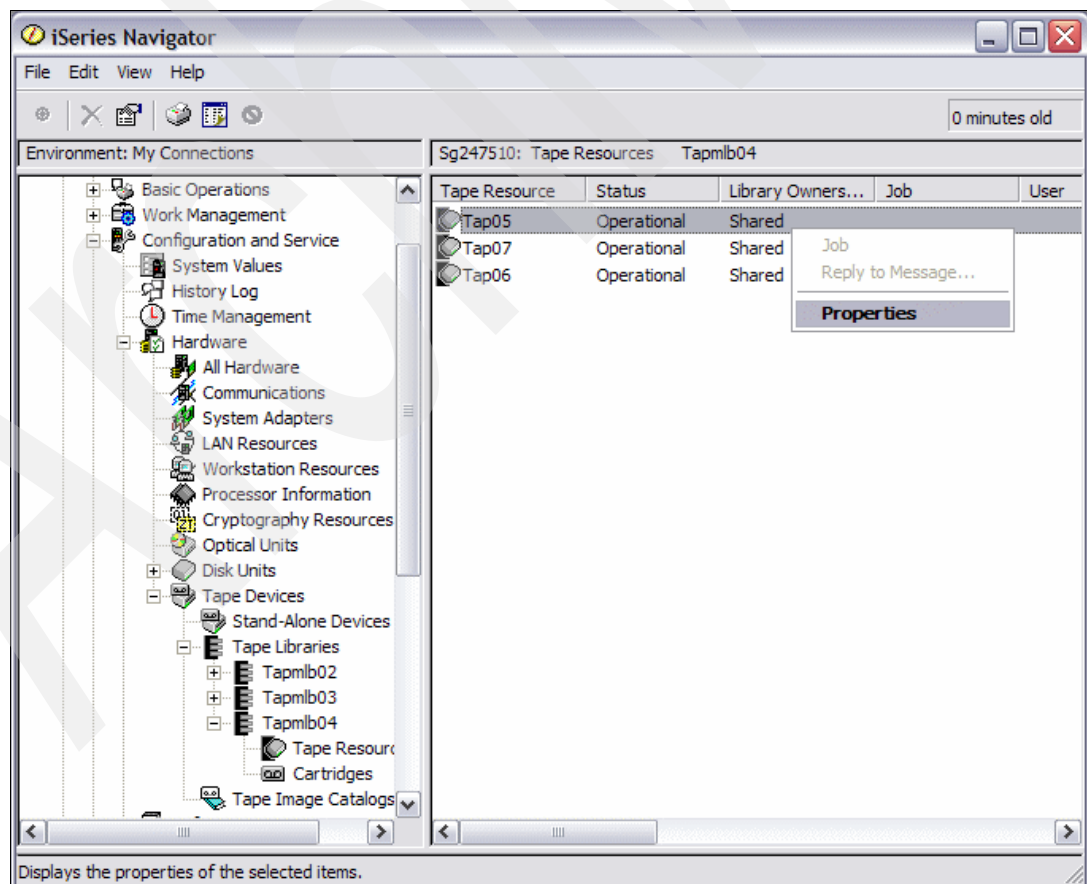 iSeries Navigator
File Edit View Help
0 minutes old
Environment: My Connections
Sg247510: Tape Resources Tapmlb04
Basic Operations
Work Management
Configuration and Service
System Values
History Log
Time Management
Hardware
All Hardware
Communications
System Adapters
LAN Resources
Workstation Resources
Processor Information
Cryptography Resources
Optical Units
Disk Units
Tape Devices
Stand-Alone Devices
Tape Libraries
Tapmlb02
Tapmlb03
Tapmlb04
Tape Resourc
Cartridges
Tape Image Catalogs
Tape Resource Status Library Owners... Job User
Tap05 Operational Shared
Tap07 Operational Shared
Tap06 Operational Shared
Job
Reply to Message...
Properties
Displays the properties of the selected items.